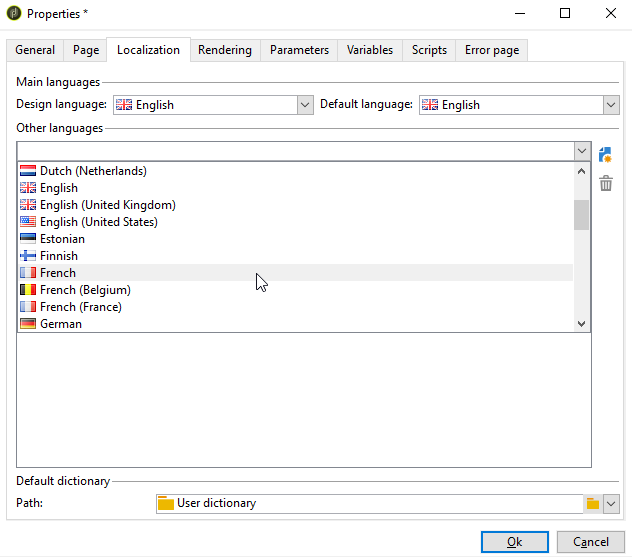 Properties *
General Page Localization Rendering Parameters Variables Scripts Error page
Main languages
Design language: English Default language: English
Other languages
Dutch (Netherlands)
English
English (United Kingdom)
English (United States)
Estonian
Finnish
French
French (Belgium)
French (France)
German
Default dictionary
Path: User dictionary
Ok Cancel